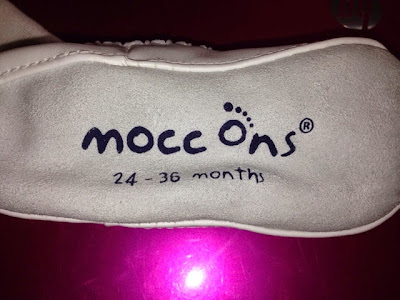 mocc Ons®
24 - 36 months